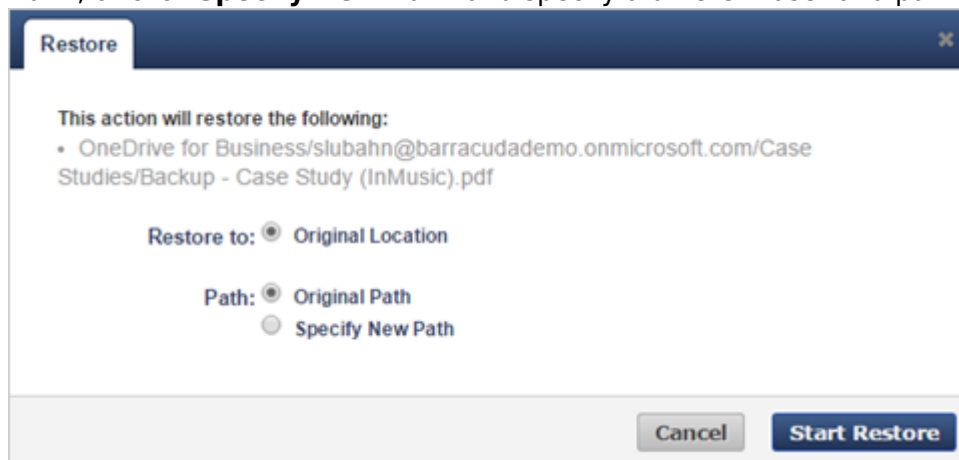 Restore
This action will restore the following:
• OneDrive for Business/slubahn@barracudademo.onmicrosoft.com/Case
Studies/Backup - Case Study (InMusic).pdf
Restore to: Original Location
Path: Original Path
Specify New Path
Cancel Start Restore